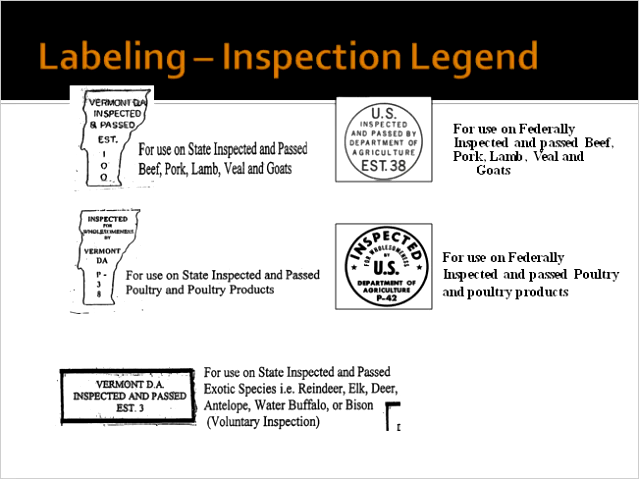 Labeling – Inspection Legend
VERMONT DA
INSPECTED
& PASSED
EST.
1
0
0
For use on State Inspected and Passed
Beef, Pork, Lamb, Veal and Goats
U.S.
INSPECTED
AND PASSED BY
DEPARTMENT OF
AGRICULTURE
EST. 38
For use on Federally
Inspected and passed Beef,
Pork, Lamb, Veal and
Goats
INSPECTED
FOR
WHOLESOMENESS
BY
VERMONT
DA
P -
3
8
For use on State Inspected and Passed
Poultry and Poultry Products
INSPECTED
FOR WHOLESOMENESS
BY
U.S.
DEPARTMENT OF
AGRICULTURE
P-42
For use on Federally
Inspected and passed Poultry
and poultry products
VERMONT D.A.
INSPECTED AND PASSED
EST. 3
For use on State Inspected and Passed
Exotic Species i.e. Reindeer, Elk, Deer,
Antelope, Water Buffalo, or Bison
(Voluntary Inspection)